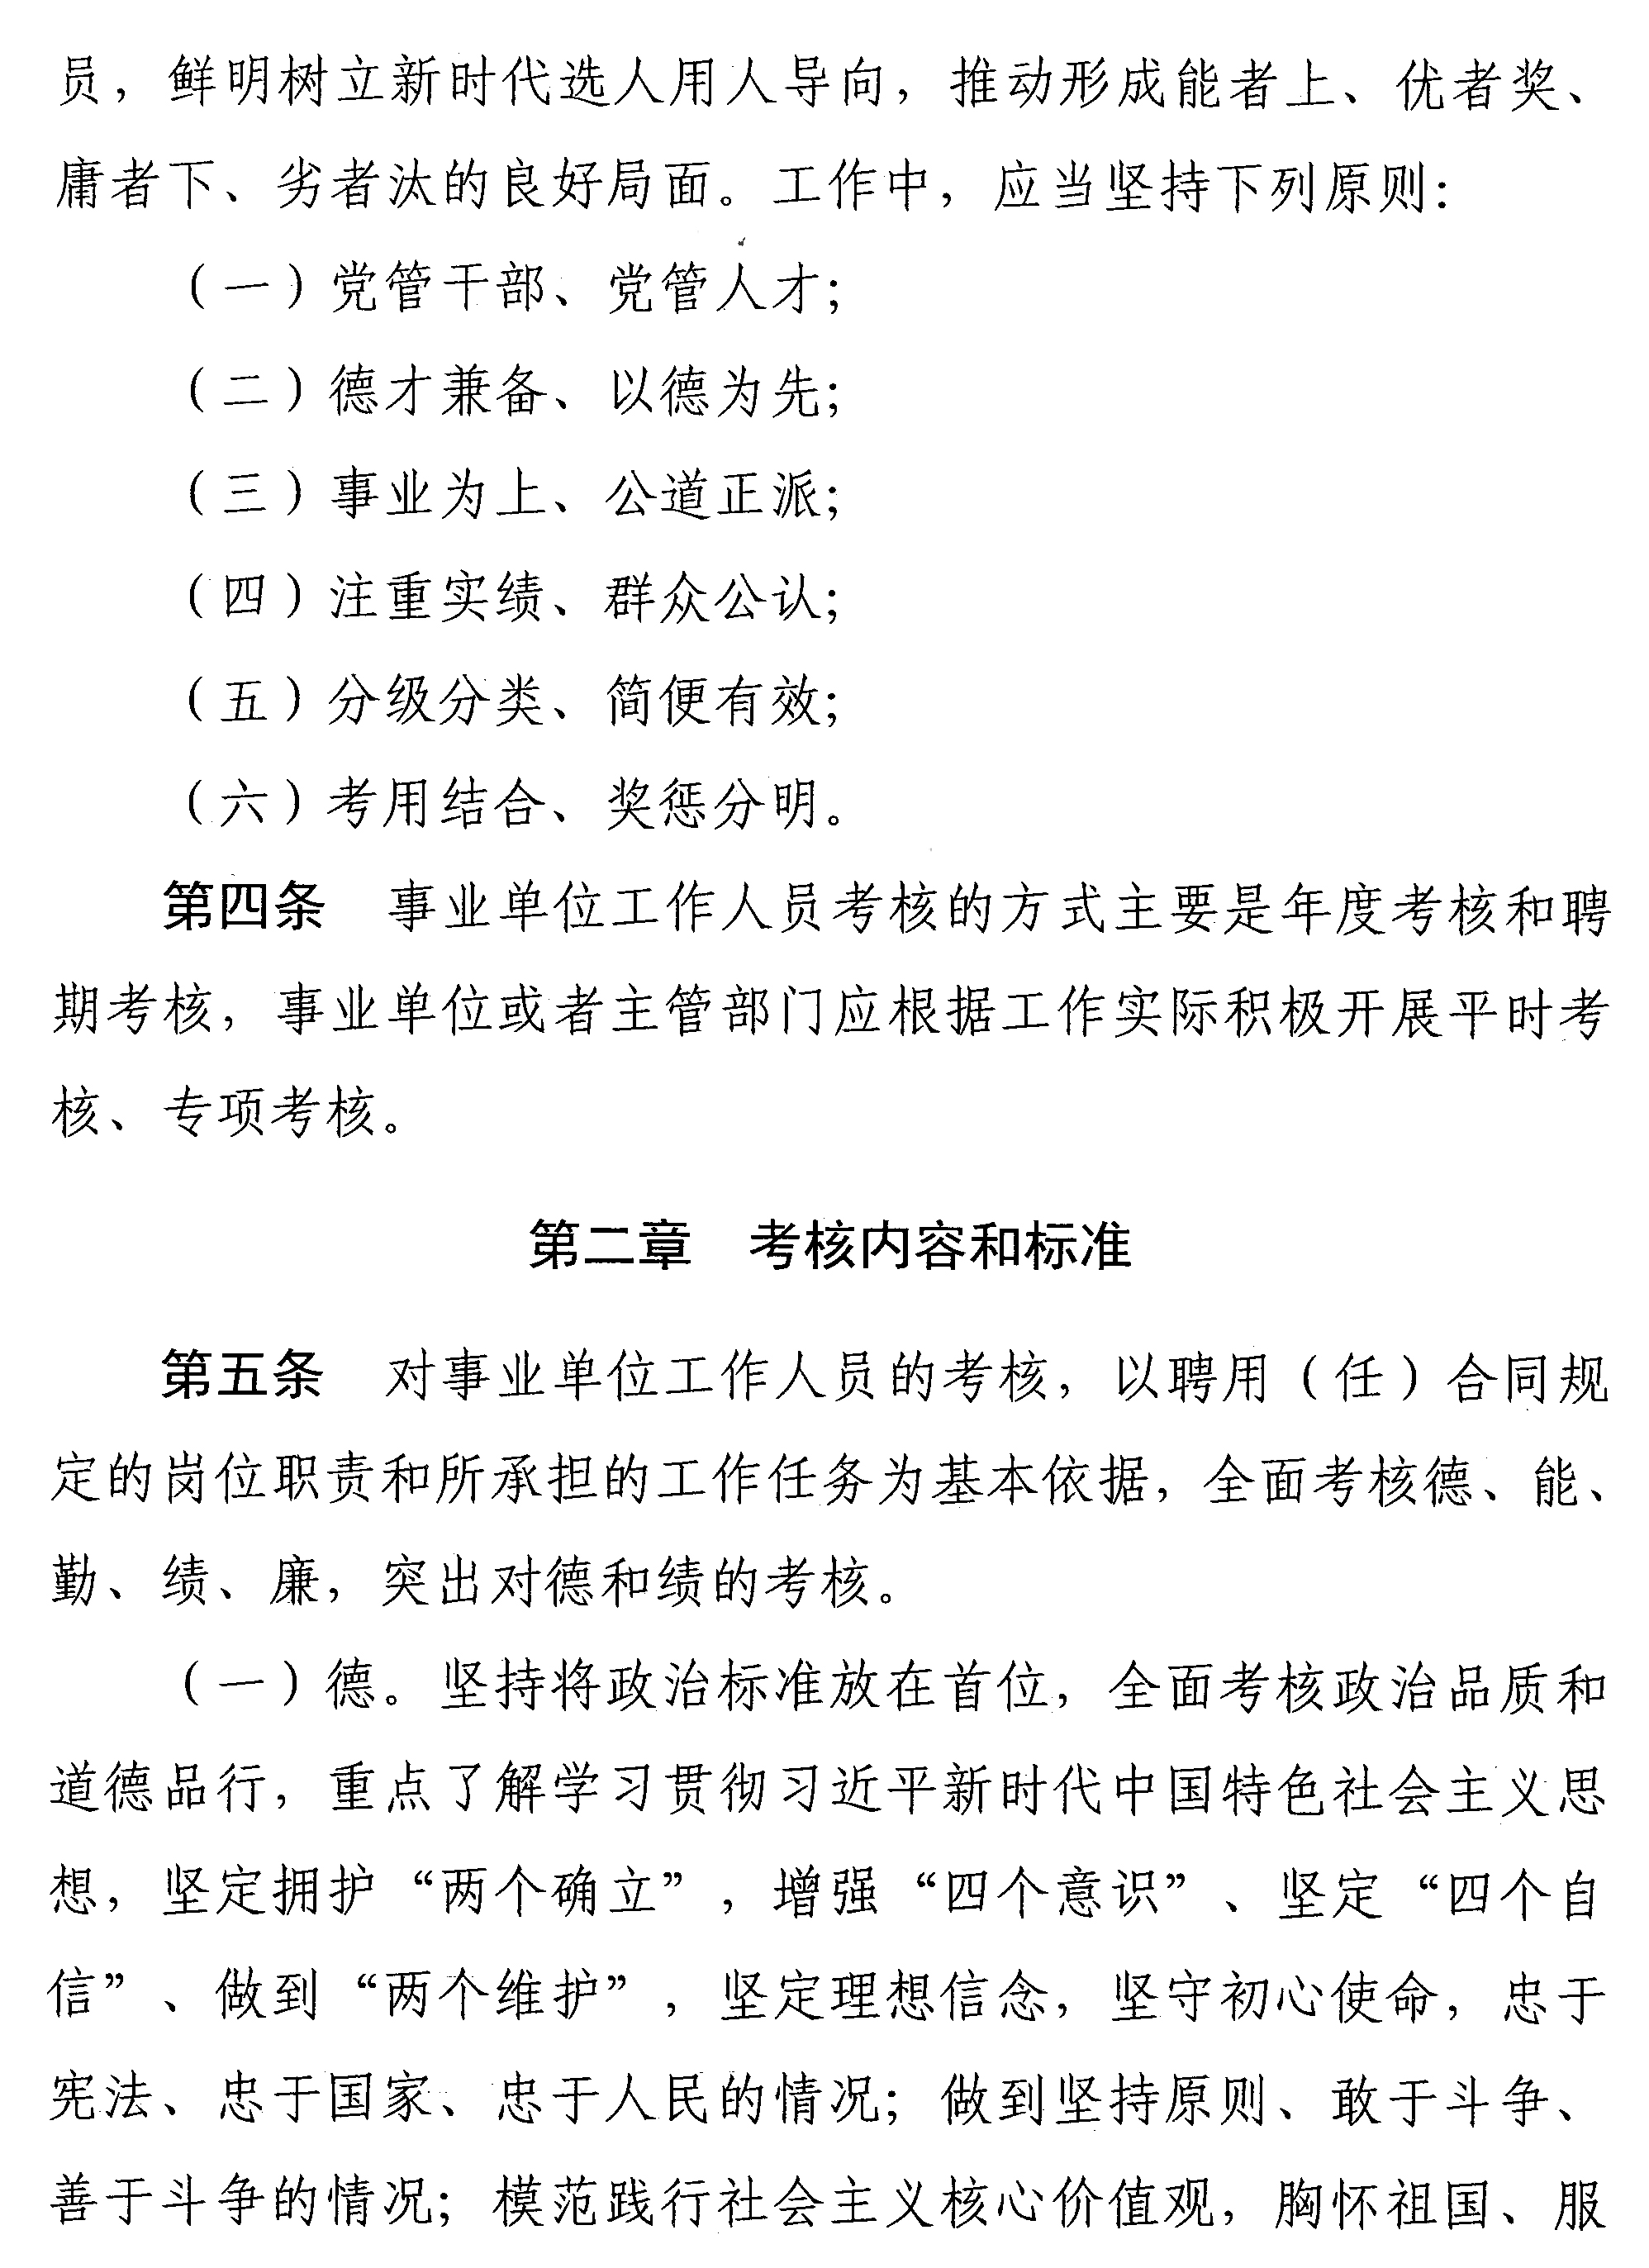 员，鲜明树立新时代选人用人导向，推动形成能者上、优者奖、
庸者下、劣者汰的良好局面。工作中，应当坚持下列原则：
（一）党管干部、党管人才；
（二）德才兼备、以德为先；
（三）事业为上、公道正派；
（四）注重实绩、群众公认；
（五）分级分类、简便有效；
（六）考用结合、奖惩分明。
第四条　事业单位工作人员考核的方式主要是年度考核和聘
期考核，事业单位或者主管部门应根据工作实际积极开展平时考
核、专项考核。
第二章　考核内容和标准
第五条　对事业单位工作人员的考核，以聘用（任）合同规
定的岗位职责和所承担的工作任务为基本依据，全面考核德、能、
勤、绩、廉，突出对德和绩的考核。
（一）德。坚持将政治标准放在首位，全面考核政治品质和
道德品行，重点了解学习贯彻习近平新时代中国特色社会主义思
想，坚定拥护“两个确立”，增强“四个意识”、坚定“四个自
信”、做到“两个维护”，坚定理想信念，坚守初心使命，忠于
宪法、忠于国家、忠于人民的情况；做到坚持原则、敢于斗争、
善于斗争的情况；模范践行社会主义核心价值观，胸怀祖国、服